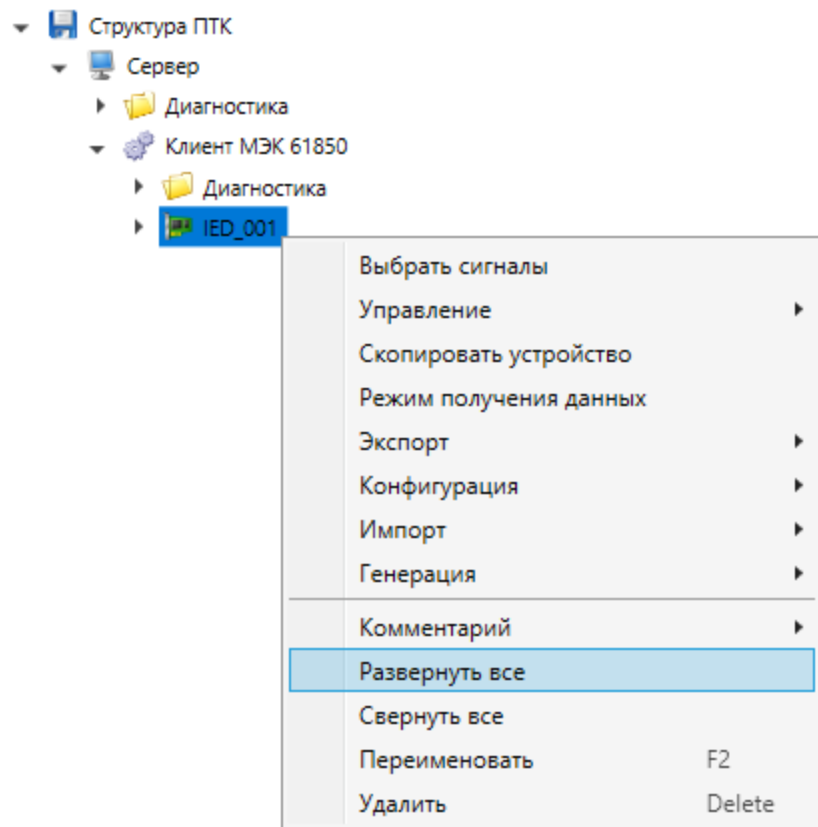 Структура ПТК
Сервер
Диагностика
Клиент МЭК 61850
Диагностика
IED_001
Выбрать сигналы
Управление
Скопировать устройство
Режим получения данных
Экспорт
Конфигурация
Импорт
Генерация
Комментарий
Развернуть все
Свернуть все
Переименовать F2
Удалить Delete